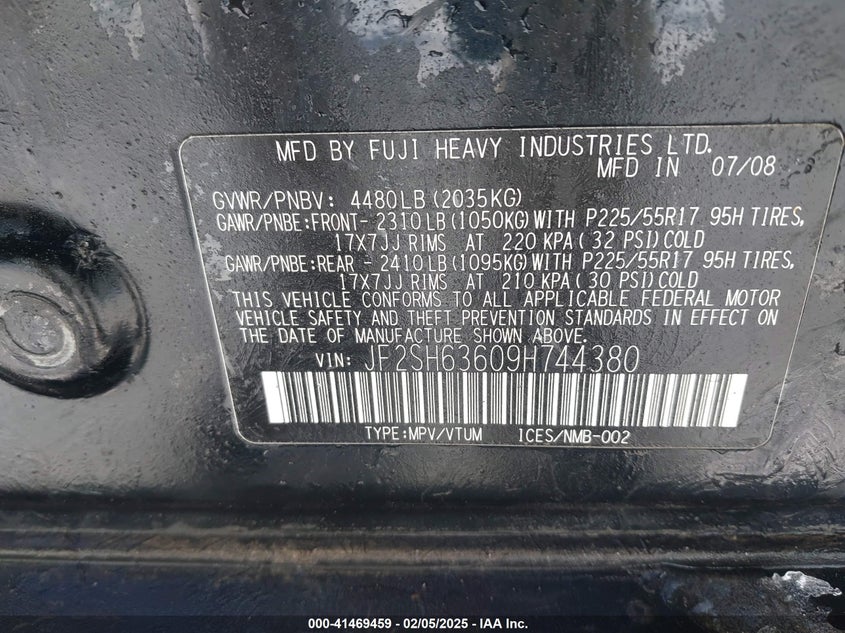 MFD BY FUJI HEAVY INDUSTRIES LTD.
MFD IN 07/08
GVWR/PNBV: 4480LB(2035KG)
GAWR/PNBE:FRONT- 2310LB(1050KG)WITH P225/55R17 95H TIRES,
17X7JJ RIMS AT 220 KPA(32 PSI)COLD
GAWR/PNBE:REAR - 2410LB(1095KG)WITH P225/55R17 95H TIRES,
17X7JJ RIMS AT 210 KPA(30 PSI)COLD
THIS VEHICLE CONFORMS TO ALL APPLICABLE FEDERAL MOTOR
VEHICLE SAFETY AND THEFT PREVENTION STANDARDS IN EFFECT ON
THE DATE OF MANUFACTURE SHOWN ABOVE.
VIN: JF2SH63609H744380
TYPE:MPV/VTUM ICES/NMB-002
000-41469459 - 02/05/2025 - IAA Inc.